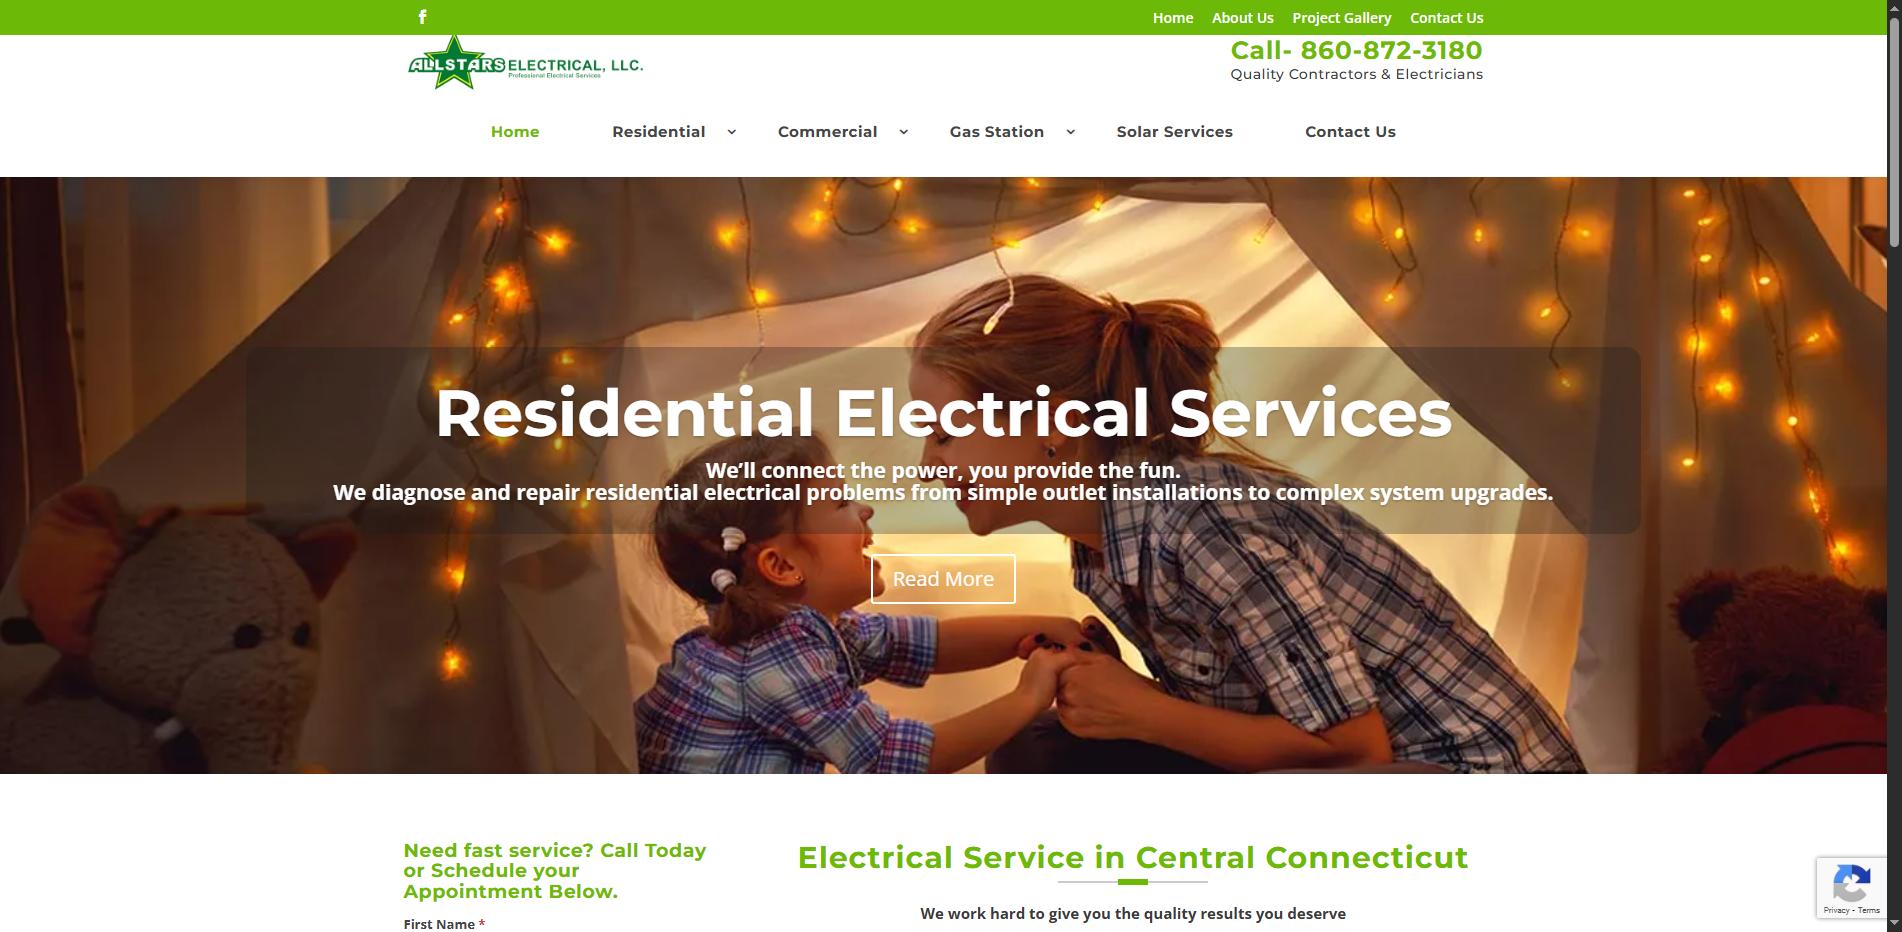 f
Home About Us Project Gallery Contact Us
ALLSTARS ELECTRICAL, LLC.
Professional Electrical Services
Call- 860-872-3180
Quality Contractors & Electricians
Home Residential Commercial Gas Station Solar Services Contact Us
Residential Electrical Services
We’ll connect the power, you provide the fun.
We diagnose and repair residential electrical problems from simple outlet installations to complex system upgrades.
Read More
Need fast service? Call Today
or Schedule your
Appointment Below.
First Name *
Electrical Service in Central Connecticut
We work hard to give you the quality results you deserve
Privacy - Terms